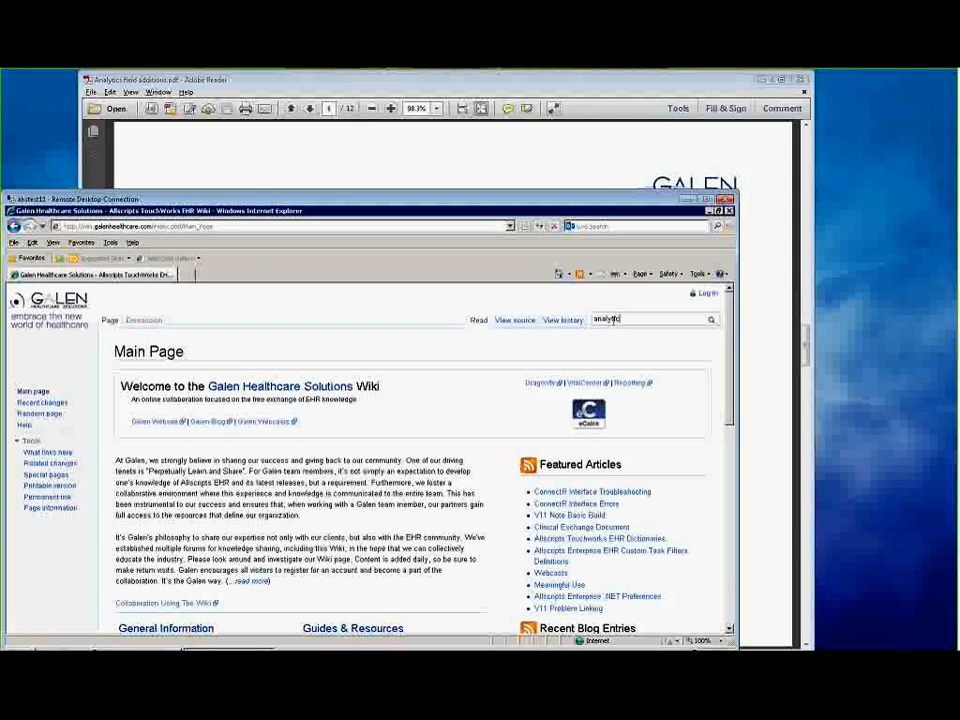 Analytics field additions.pdf - Adobe Reader
File Edit View Window Help
Open / 12 98.3% Tools Fill & Sign Comment
GALEN
ahstest11 - Remote Desktop Connection
Galen Healthcare Solutions - Allscripts TouchWorks EHR Wiki - Windows Internet Explorer
File Edit View Favorites Tools Help
Favorites
Galen Healthcare Solutions - Allscripts TouchWorks EH...
Page Safety Tools
GALEN
HEALTHCARE SOLUTIONS
embrace the new
world of healthcare
Log in
Page Discussion Read View source View history analytic
Main Page
Main page
Recent changes
Random page
Help
Tools
What links here
Related changes
Special pages
Printable version
Permanent link
Page information
Welcome to the Galen Healthcare Solutions Wiki
An online collaboration focused on the free exchange of EHR knowledge
Galen Website | Galen Blog | Galen Webcasts
Dragonfly | VitalCenter | Reporting
eCalcs
At Galen, we strongly believe in sharing our success and giving back to our community. One of our driving
tenets is "Perpetually Learn and Share". For Galen team members, it's not simply an expectation to develop
one's knowledge of Allscripts EHR and its latest releases, but a requirement. Furthermore, we foster a
collaborative environment where this experience and knowledge is communicated to the entire team. This has
been instrumental to our success and ensures that, when working with a Galen team member, our partners gain
full access to the resources that define our organization.
It's Galen's philosophy to share our expertise not only with our clients, but also with the EHR community. We've
established multiple forums for knowledge sharing, including this Wiki, in the hope that we can collectively
educate the industry. Please look around and investigate our Wiki page. Content is added daily, so be sure to
make return visits. Galen encourages all visitors to register for an account and become a part of the
collaboration. It's the Galen way. (...read more)
Collaboration Using The Wiki
General Information
Guides & Resources
Featured Articles
ConnectR Interface Troubleshooting
ConnectR Interface Errors
V11 Note Basic Build
Clinical Exchange Document
Allscripts Touchworks EHR Dictionaries
Allscripts Enterprise EHR Custom Task Filters
Definitions
Webcasts
Meaningful Use
Allscripts Enterprise .NET Preferences
V11 Problem Linking
Recent Blog Entries
Internet 100%